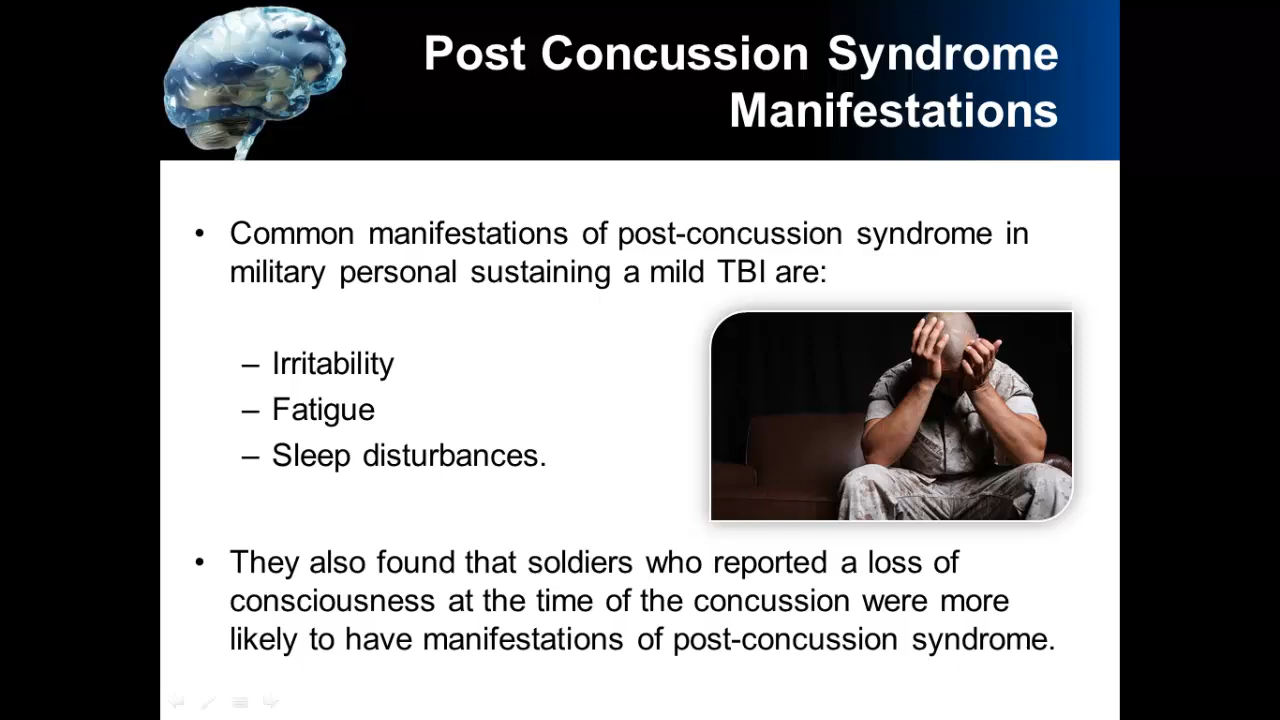 Post Concussion Syndrome
Manifestations
• Common manifestations of post-concussion syndrome in
military personal sustaining a mild TBI are:
– Irritability
– Fatigue
– Sleep disturbances.
• They also found that soldiers who reported a loss of
consciousness at the time of the concussion were more
likely to have manifestations of post-concussion syndrome.